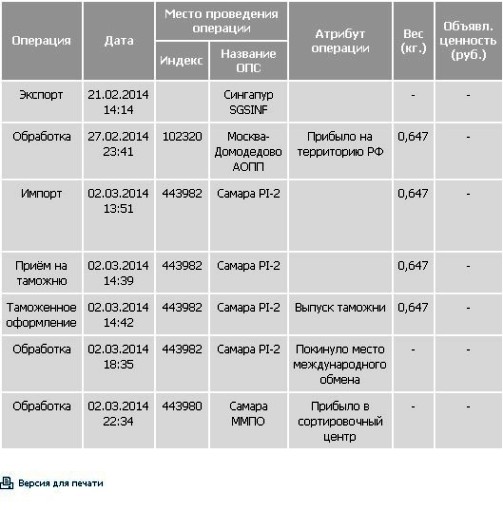 Операция
Дата
Место проведения
операции
Индекс
Название
ОПС
Атрибут
операции
Вес
(кг.)
Объявл.
ценность
(руб.)
Экспорт
21.02.2014
14:14
Сингапур
SGSINF
-
-
Обработка
27.02.2014
23:41
102320
Москва-
Домодедово
АОПП
Прибыло на
территорию РФ
0,647
-
Импорт
02.03.2014
13:51
443982
Самара PI-2
0,647
-
Приём на
таможню
02.03.2014
14:39
443982
Самара PI-2
0,647
-
Таможенное
оформление
02.03.2014
14:42
443982
Самара PI-2
Выпуск таможни
0,647
-
Обработка
02.03.2014
18:35
443982
Самара PI-2
Покинуло место
международного
обмена
-
-
Обработка
02.03.2014
22:34
443980
Самара
ММПО
Прибыло в
сортировочный
центр
-
-
Версия для печати